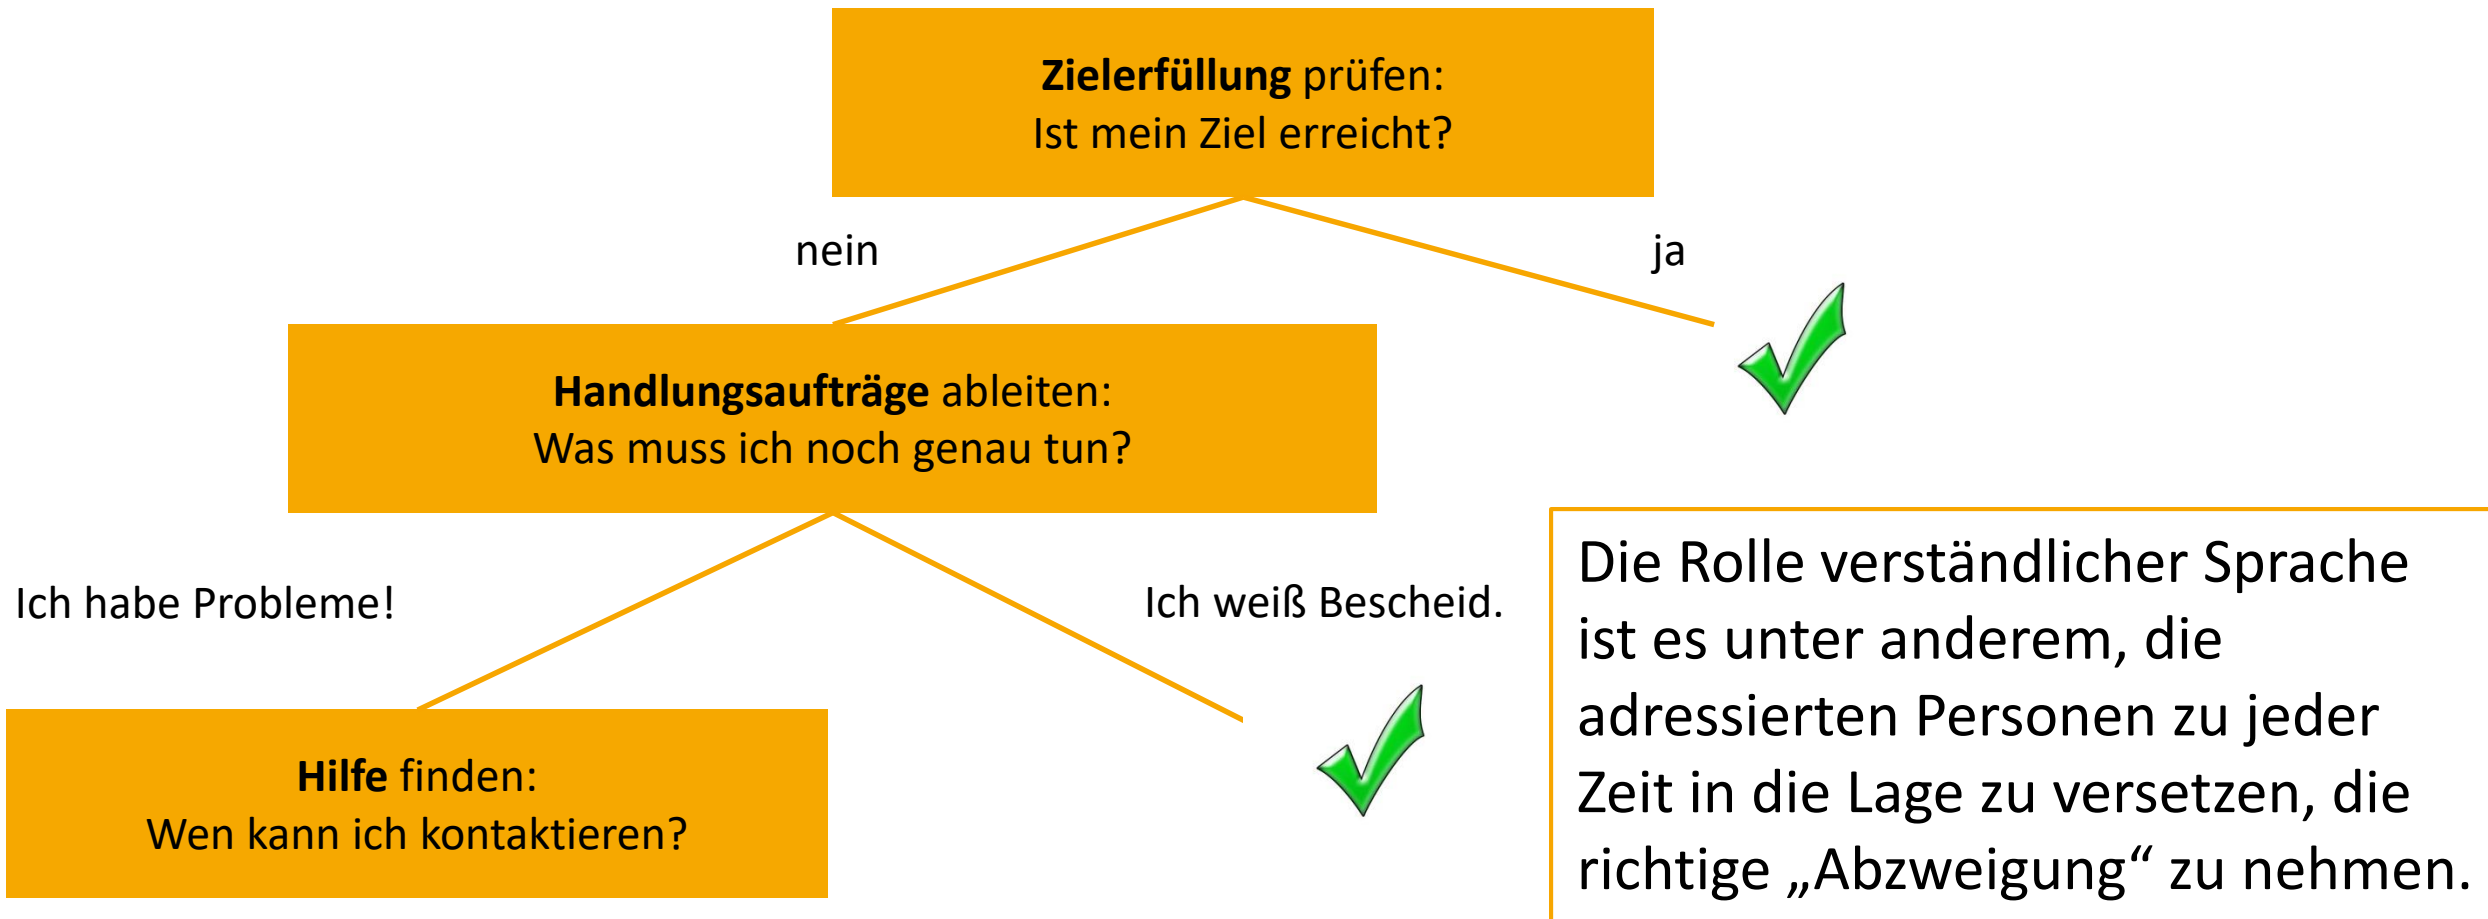 Zielerfüllung prüfen:
Ist mein Ziel erreicht?
nein
ja
Handlungsaufträge ableiten:
Was muss ich noch genau tun?
Ich habe Probleme!
Ich weiß Bescheid.
Hilfe finden:
Wen kann ich kontaktieren?
Die Rolle verständlicher Sprache
ist es unter anderem, die
adressierten Personen zu jeder
Zeit in die Lage zu versetzen, die
richtige „Abzweigung“ zu nehmen.